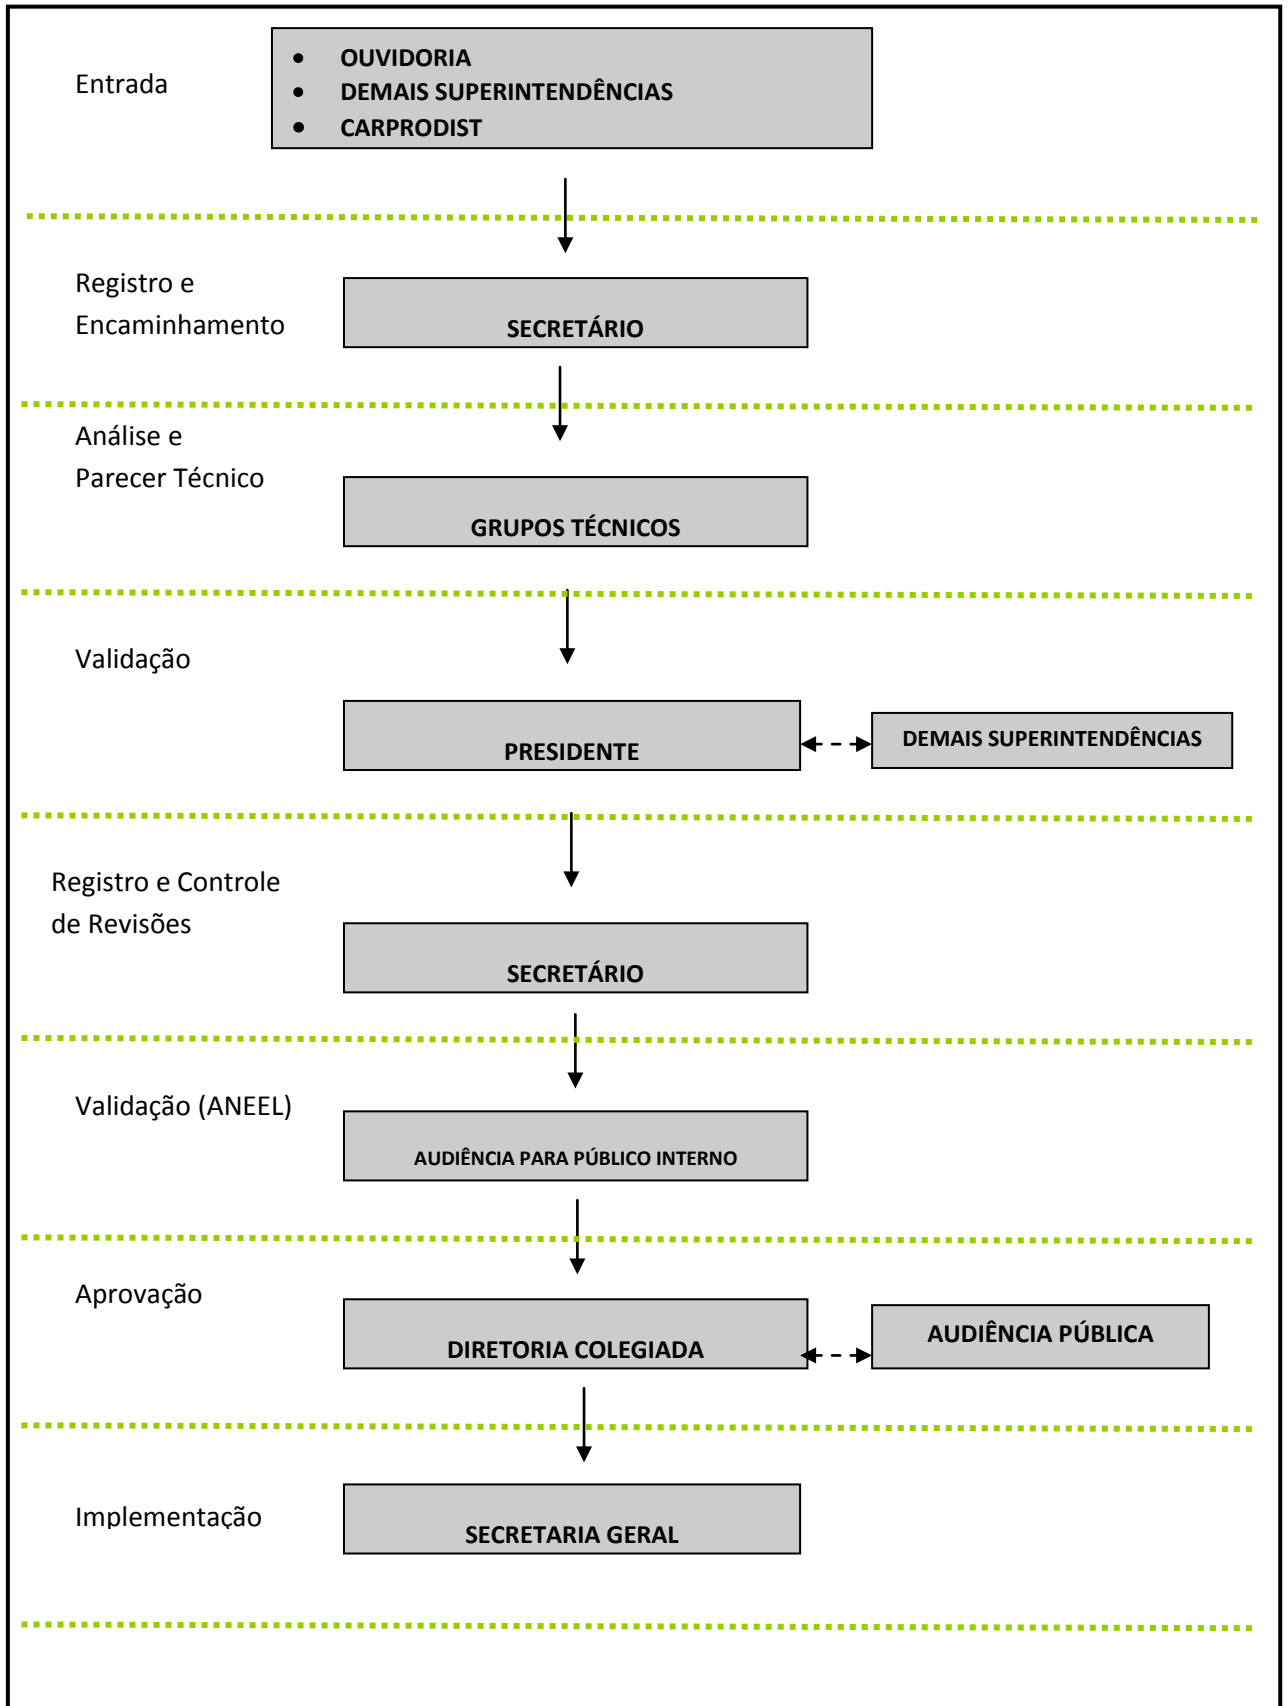 Entrada
• OUVIDORIA
• DEMAIS SUPERINTENDÊNCIAS
• CARPRODIST
Registro e
Encaminhamento
SECRETÁRIO
Análise e
Parecer Técnico
GRUPOS TÉCNICOS
Validação
PRESIDENTE
DEMAIS SUPERINTENDÊNCIAS
Registro e Controle
de Revisões
SECRETÁRIO
Validação (ANEEL)
AUDIÊNCIA PARA PÚBLICO INTERNO
Aprovação
DIRETORIA COLEGIADA
AUDIÊNCIA PÚBLICA
Implementação
SECRETARIA GERAL